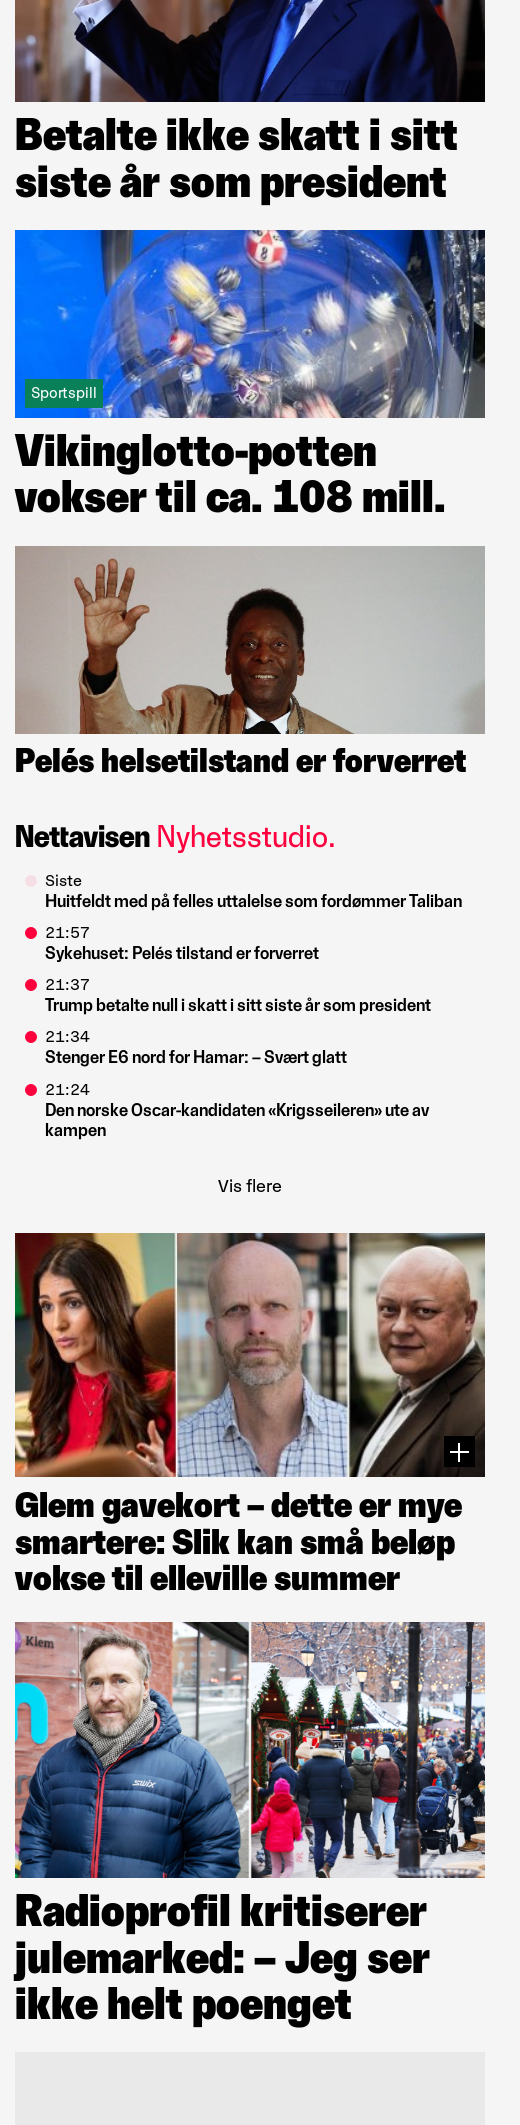 Betalte ikke skatt i sitt
siste år som president
Sportspill
Vikinglotto-potten
vokser til ca. 108 mill.
Pelés helsetilstand er forverret
Nettavisen Nyhetsstudio.
Siste
Huitfeldt med på felles uttalelse som fordømmer Taliban
21:57
Sykehuset: Pelés tilstand er forverret
21:37
Trump betalte null i skatt i sitt siste år som president
21:34
Stenger E6 nord for Hamar: – Svært glatt
21:24
Den norske Oscar-kandidaten «Krigsseileren» ute av
kampen
Vis flere
Glem gavekort – dette er mye
smartere: Slik kan små beløp
vokse til elleville summer
Klem
swix
Radioprofil kritiserer
julemarked: – Jeg ser
ikke helt poenget